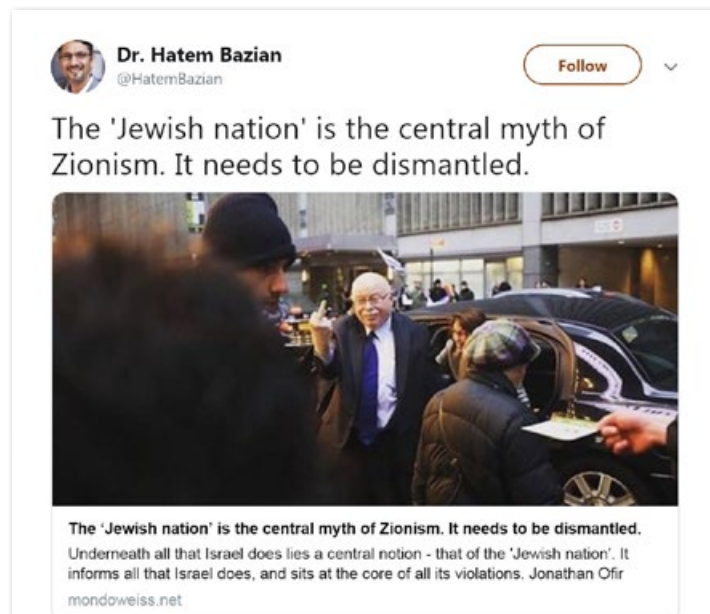 Dr. Hatem Bazian
@HatemBazian
Follow
The 'Jewish nation' is the central myth of
Zionism. It needs to be dismantled.
The 'Jewish nation' is the central myth of Zionism. It needs to be dismantled.
Underneath all that Israel does lies a central notion - that of the 'Jewish nation'. It
informs all that Israel does, and sits at the core of all its violations. Jonathan Ofir
mondoweiss.net